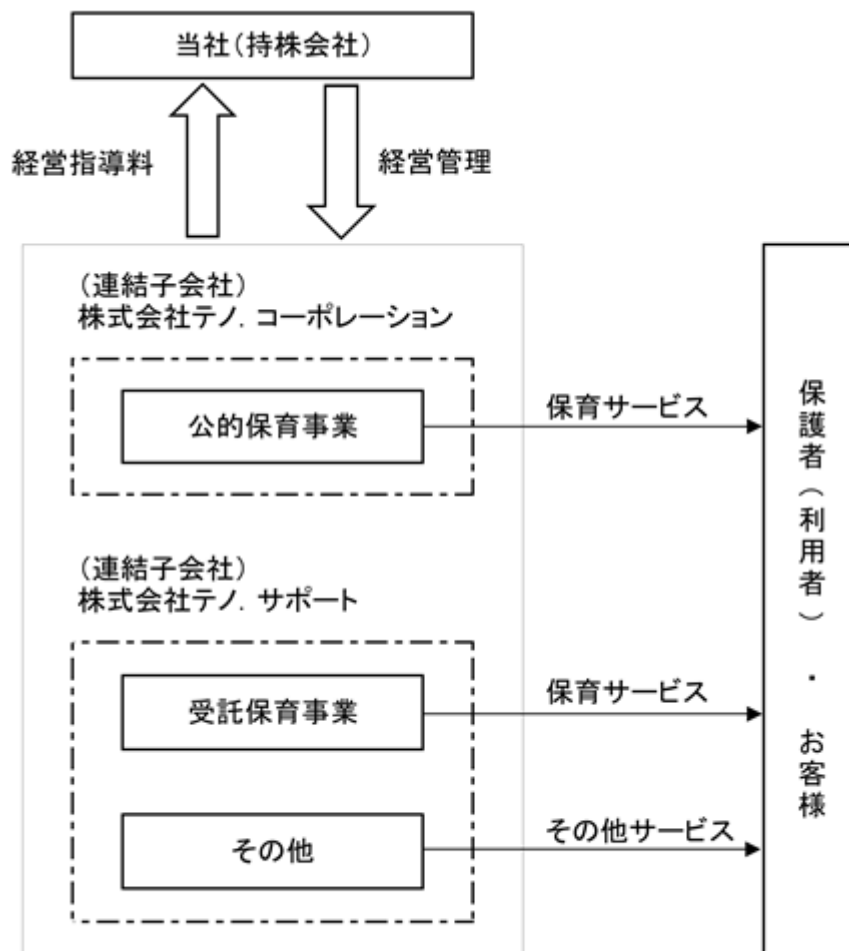 当社(持株会社)
経営指導料
経営管理
(連結子会社)
株式会社テノ. コーポレーション
公的保育事業
保育サービス
(連結子会社)
株式会社テノ. サポート
受託保育事業
保育サービス
その他
その他サービス
保護者(利用者) ・ お客様